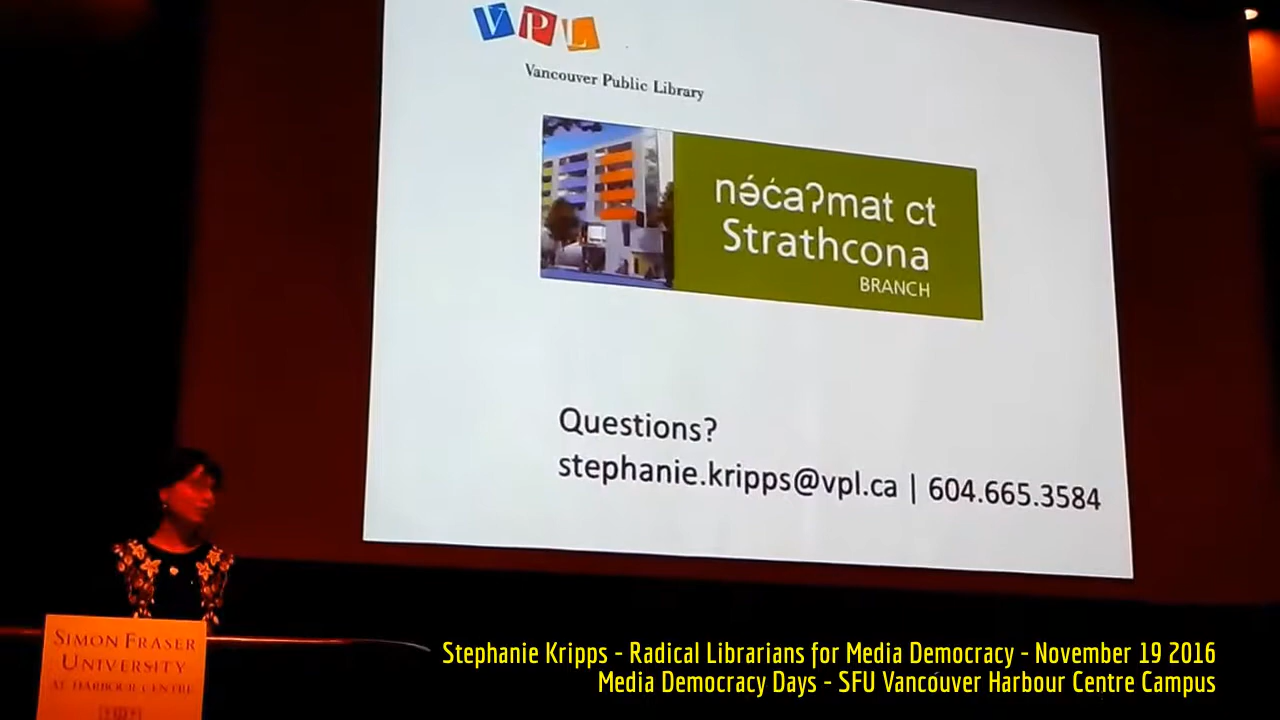 VPL
Vancouver Public Library
nə́c̓aʔmat ct
Strathcona
BRANCH
Questions?
stephanie.kripps@vpl.ca | 604.665.3584
SIMON FRASER
UNIVERSITY
AT HARBOUR CENTRE
Stephanie Kripps - Radical Librarians for Media Democracy - November 19 2016
Media Democracy Days - SFU Vancouver Harbour Centre Campus